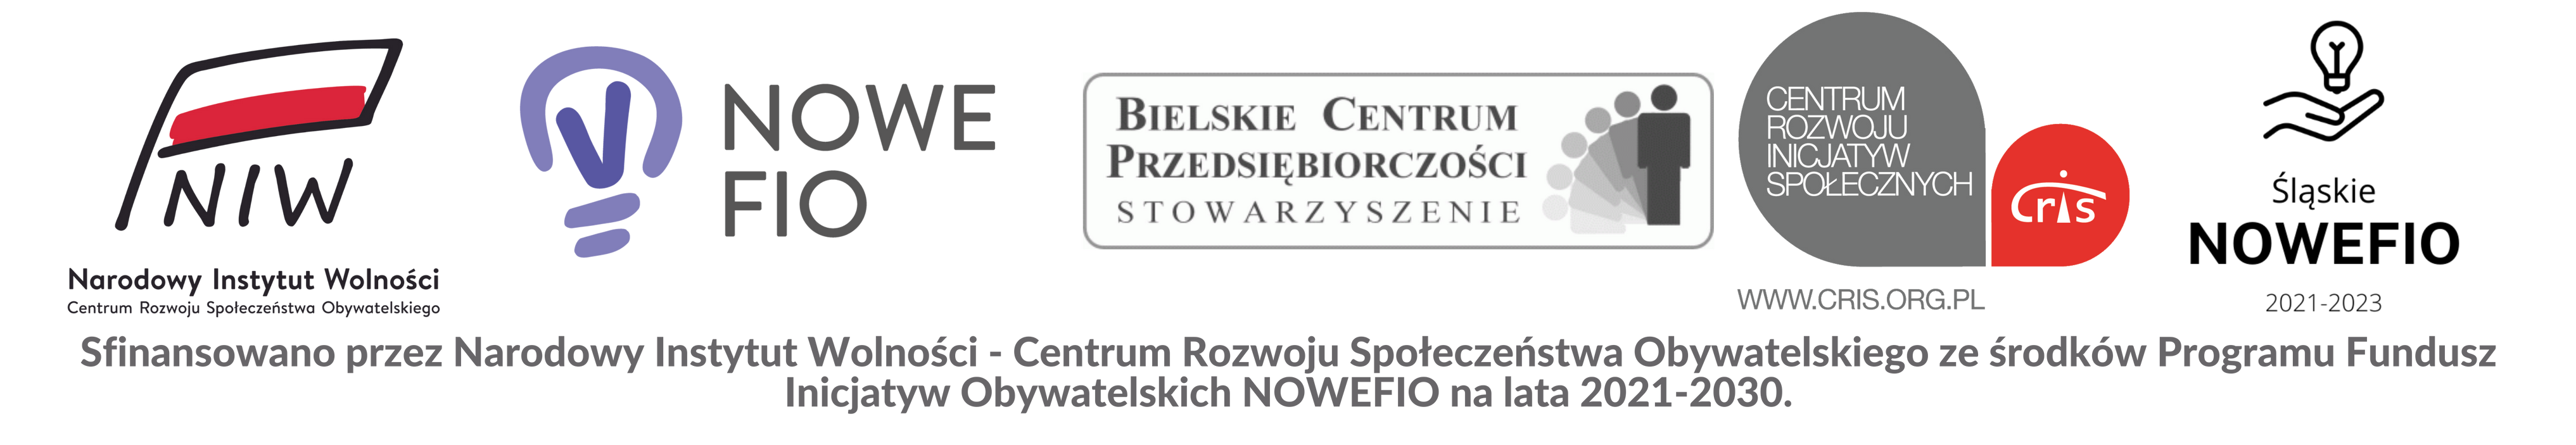 NIW
Narodowy Instytut Wolności
Centrum Rozwoju Społeczeństwa Obywatelskiego
NOWE
FIO
BIELSKIE CENTRUM
PRZEDSIĘBIORCZOŚCI
STOWARZYSZENIE
CENTRUM
ROZWOJU
INICJATYW
SPOŁECZNYCH
cris
WWW.CRIS.ORG.PL
Śląskie
NOWEFIO
2021-2023
Sfinansowano przez Narodowy Instytut Wolności - Centrum Rozwoju Społeczeństwa Obywatelskiego ze środków Programu Fundusz
Inicjatyw Obywatelskich NOWEFIO na lata 2021-2030.